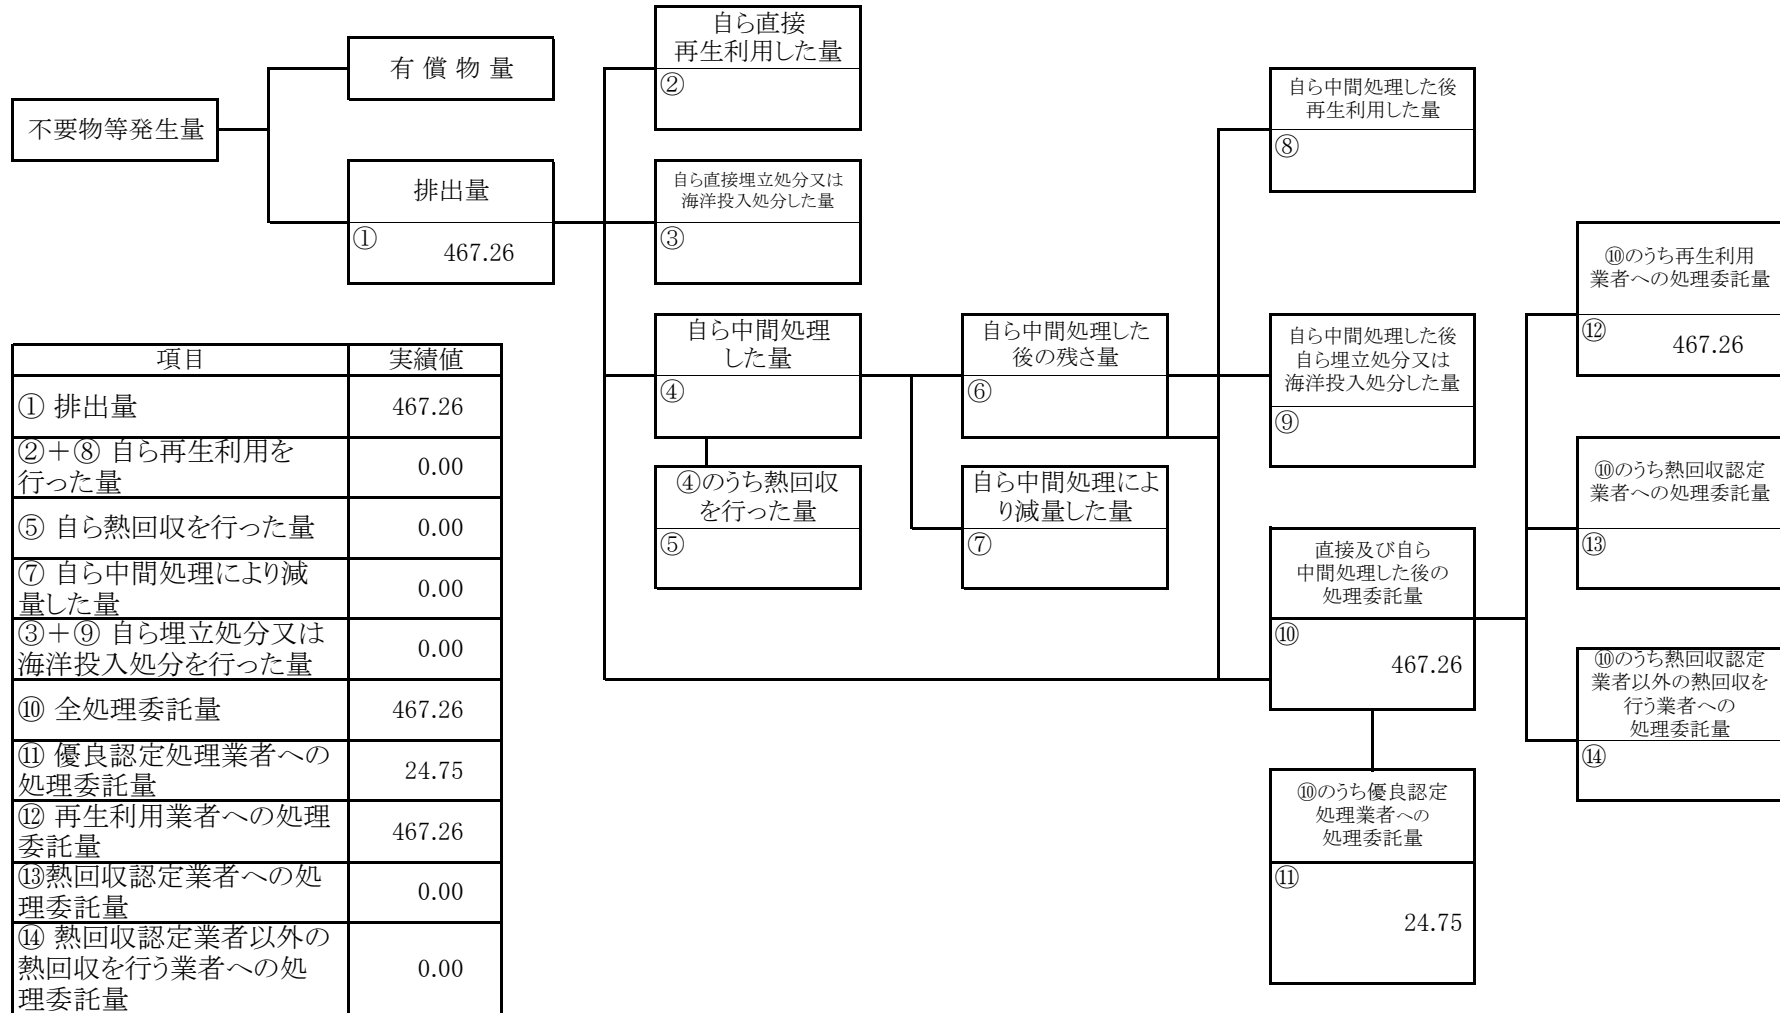 不要物等発生量
有 償 物 量
排出量
①
467.26
自ら直接
再生利用した量
②
自ら直接埋立処分又は
海洋投入処分した量
③
自ら中間処理
した量
④
④のうち熱回収
を行った量
⑤
自ら中間処理した
後の残さ量
⑥
自ら中間処理によ
り減量した量
⑦
自ら中間処理した後
再生利用した量
⑧
自ら中間処理した後
自ら埋立処分又は
海洋投入処分した量
⑨
直接及び自ら
中間処理した後の
処理委託量
⑩
467.26
⑩のうち優良認定
処理業者への
処理委託量
⑪
24.75
⑩のうち再生利用
業者への処理委託量
⑫
467.26
⑩のうち熱回収認定
業者への処理委託量
⑬
⑩のうち熱回収認定
業者以外の熱回収を
行う業者への
処理委託量
⑭
項目 実績値
① 排出量 467.26
②＋⑧ 自ら再生利用を
行った量 0.00
⑤ 自ら熱回収を行った量 0.00
⑦ 自ら中間処理により減
量した量 0.00
③＋⑨ 自ら埋立処分又は
海洋投入処分を行った量 0.00
⑩ 全処理委託量 467.26
⑪ 優良認定処理業者への
処理委託量 24.75
⑫ 再生利用業者への処理
委託量 467.26
⑬熱回収認定業者への処
理委託量 0.00
⑭ 熱回収認定業者以外の
熱回収を行う業者への処
理委託量 0.00